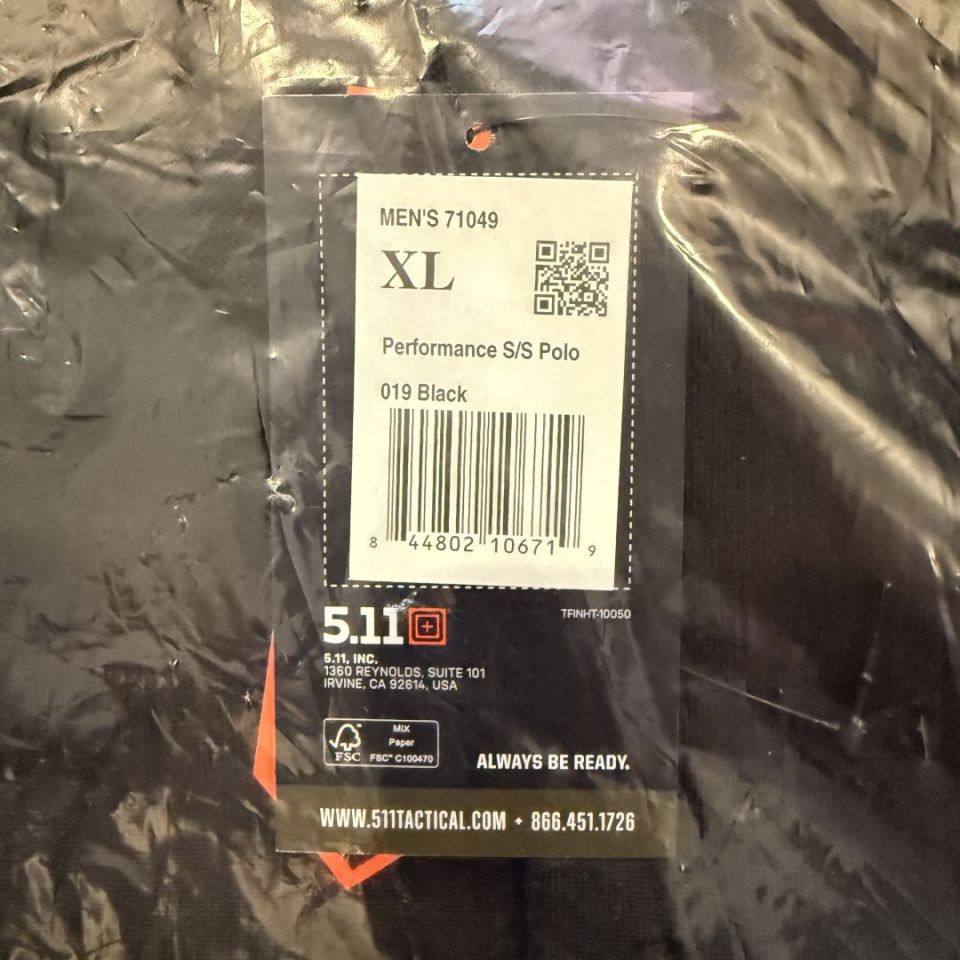 MEN'S 71049
XL
Performance S/S Polo
019 Black
8 44802 10671 9
5.11
TFINHT-10050
5.11, INC.
1360 REYNOLDS, SUITE 101
IRVINE, CA 92614, USA
FSC
MIX
Paper
FSC™ C100470
ALWAYS BE READY.
WWW.511TACTICAL.COM • 866.451.1726